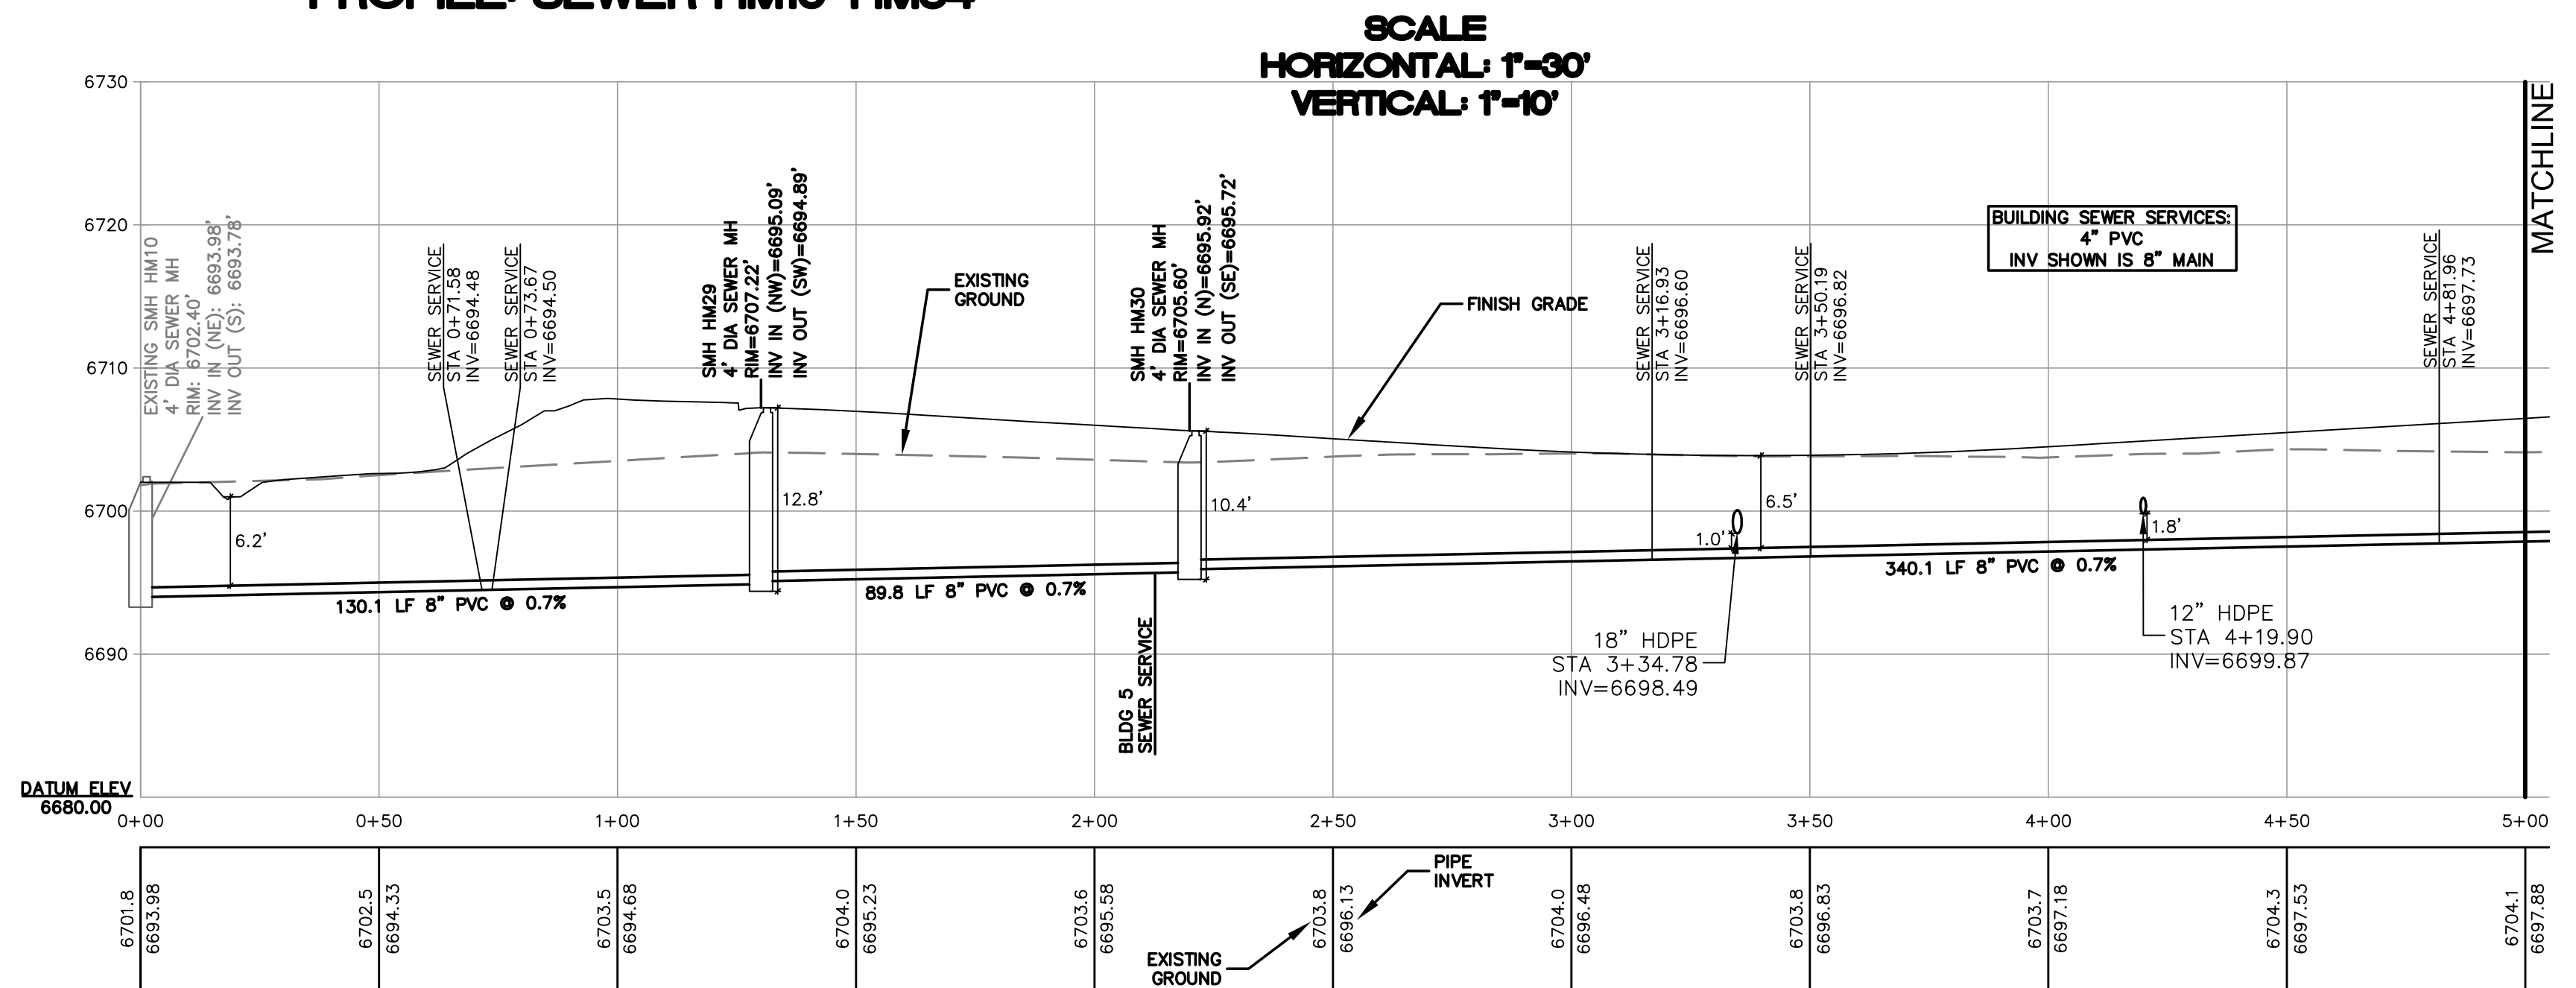 SCALE
HORIZONTAL: 1"=30'
VERTICAL: 1"=10'
6730
6720
6710
6700
6690
DATUM ELEV
6680.00
MATCHLINE
EXISTING SMH HM10
4' DIA SEWER MH
RIM: 6702.40'
INV IN (NE): 6693.98'
INV OUT (S): 6693.78'
SEWER SERVICE
STA 0+71.58
INV=6694.48
SEWER SERVICE
STA 0+73.67
INV=6694.50
SMH HM29
4' DIA SEWER MH
RIM=6707.22'
INV IN (NW)=6695.09'
INV OUT (SW)=6694.89'
EXISTING
GROUND
SMH HM30
4' DIA SEWER MH
RIM=6705.60'
INV IN (N)=6695.92'
INV OUT (SE)=6695.72'
FINISH GRADE
SEWER SERVICE
STA 3+16.93
INV=6696.60
SEWER SERVICE
STA 3+50.19
INV=6696.82
BUILDING SEWER SERVICES:
4" PVC
INV SHOWN IS 8" MAIN
SEWER SERVICE
STA 4+81.96
INV=6697.73
6.2'
12.8'
10.4'
1.0'
6.5'
1.8'
130.1 LF 8" PVC @ 0.7%
89.8 LF 8" PVC @ 0.7%
340.1 LF 8" PVC @ 0.7%
BLDG 5
SEWER SERVICE
18" HDPE
STA 3+34.78
INV=6698.49
12" HDPE
STA 4+19.90
INV=6699.87
0+00
0+50
1+00
1+50
2+00
2+50
3+00
3+50
4+00
4+50
5+00
6701.8
6693.98
6702.5
6694.33
6703.5
6694.68
6704.0
6695.23
6703.6
6695.58
6703.8
6696.13
6704.0
6696.48
6703.8
6696.83
6703.7
6697.18
6704.3
6697.53
6704.1
6697.88
PIPE
INVERT
EXISTING
GROUND